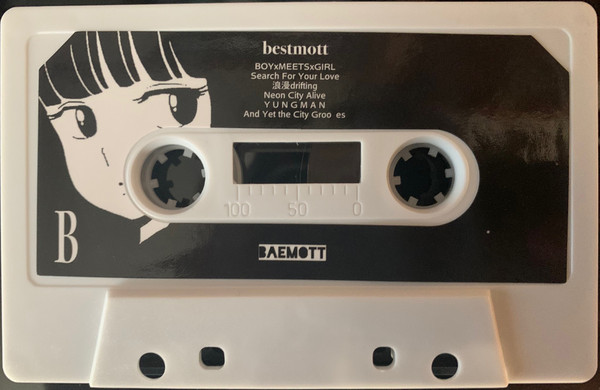 bestmott
BOYxMEETSxGIRL
Search For Your Love
浪漫drifting
Neon City Alive
YUNGMAN
And Yet the City Groo es
100 50 0
B
BAEMOTT